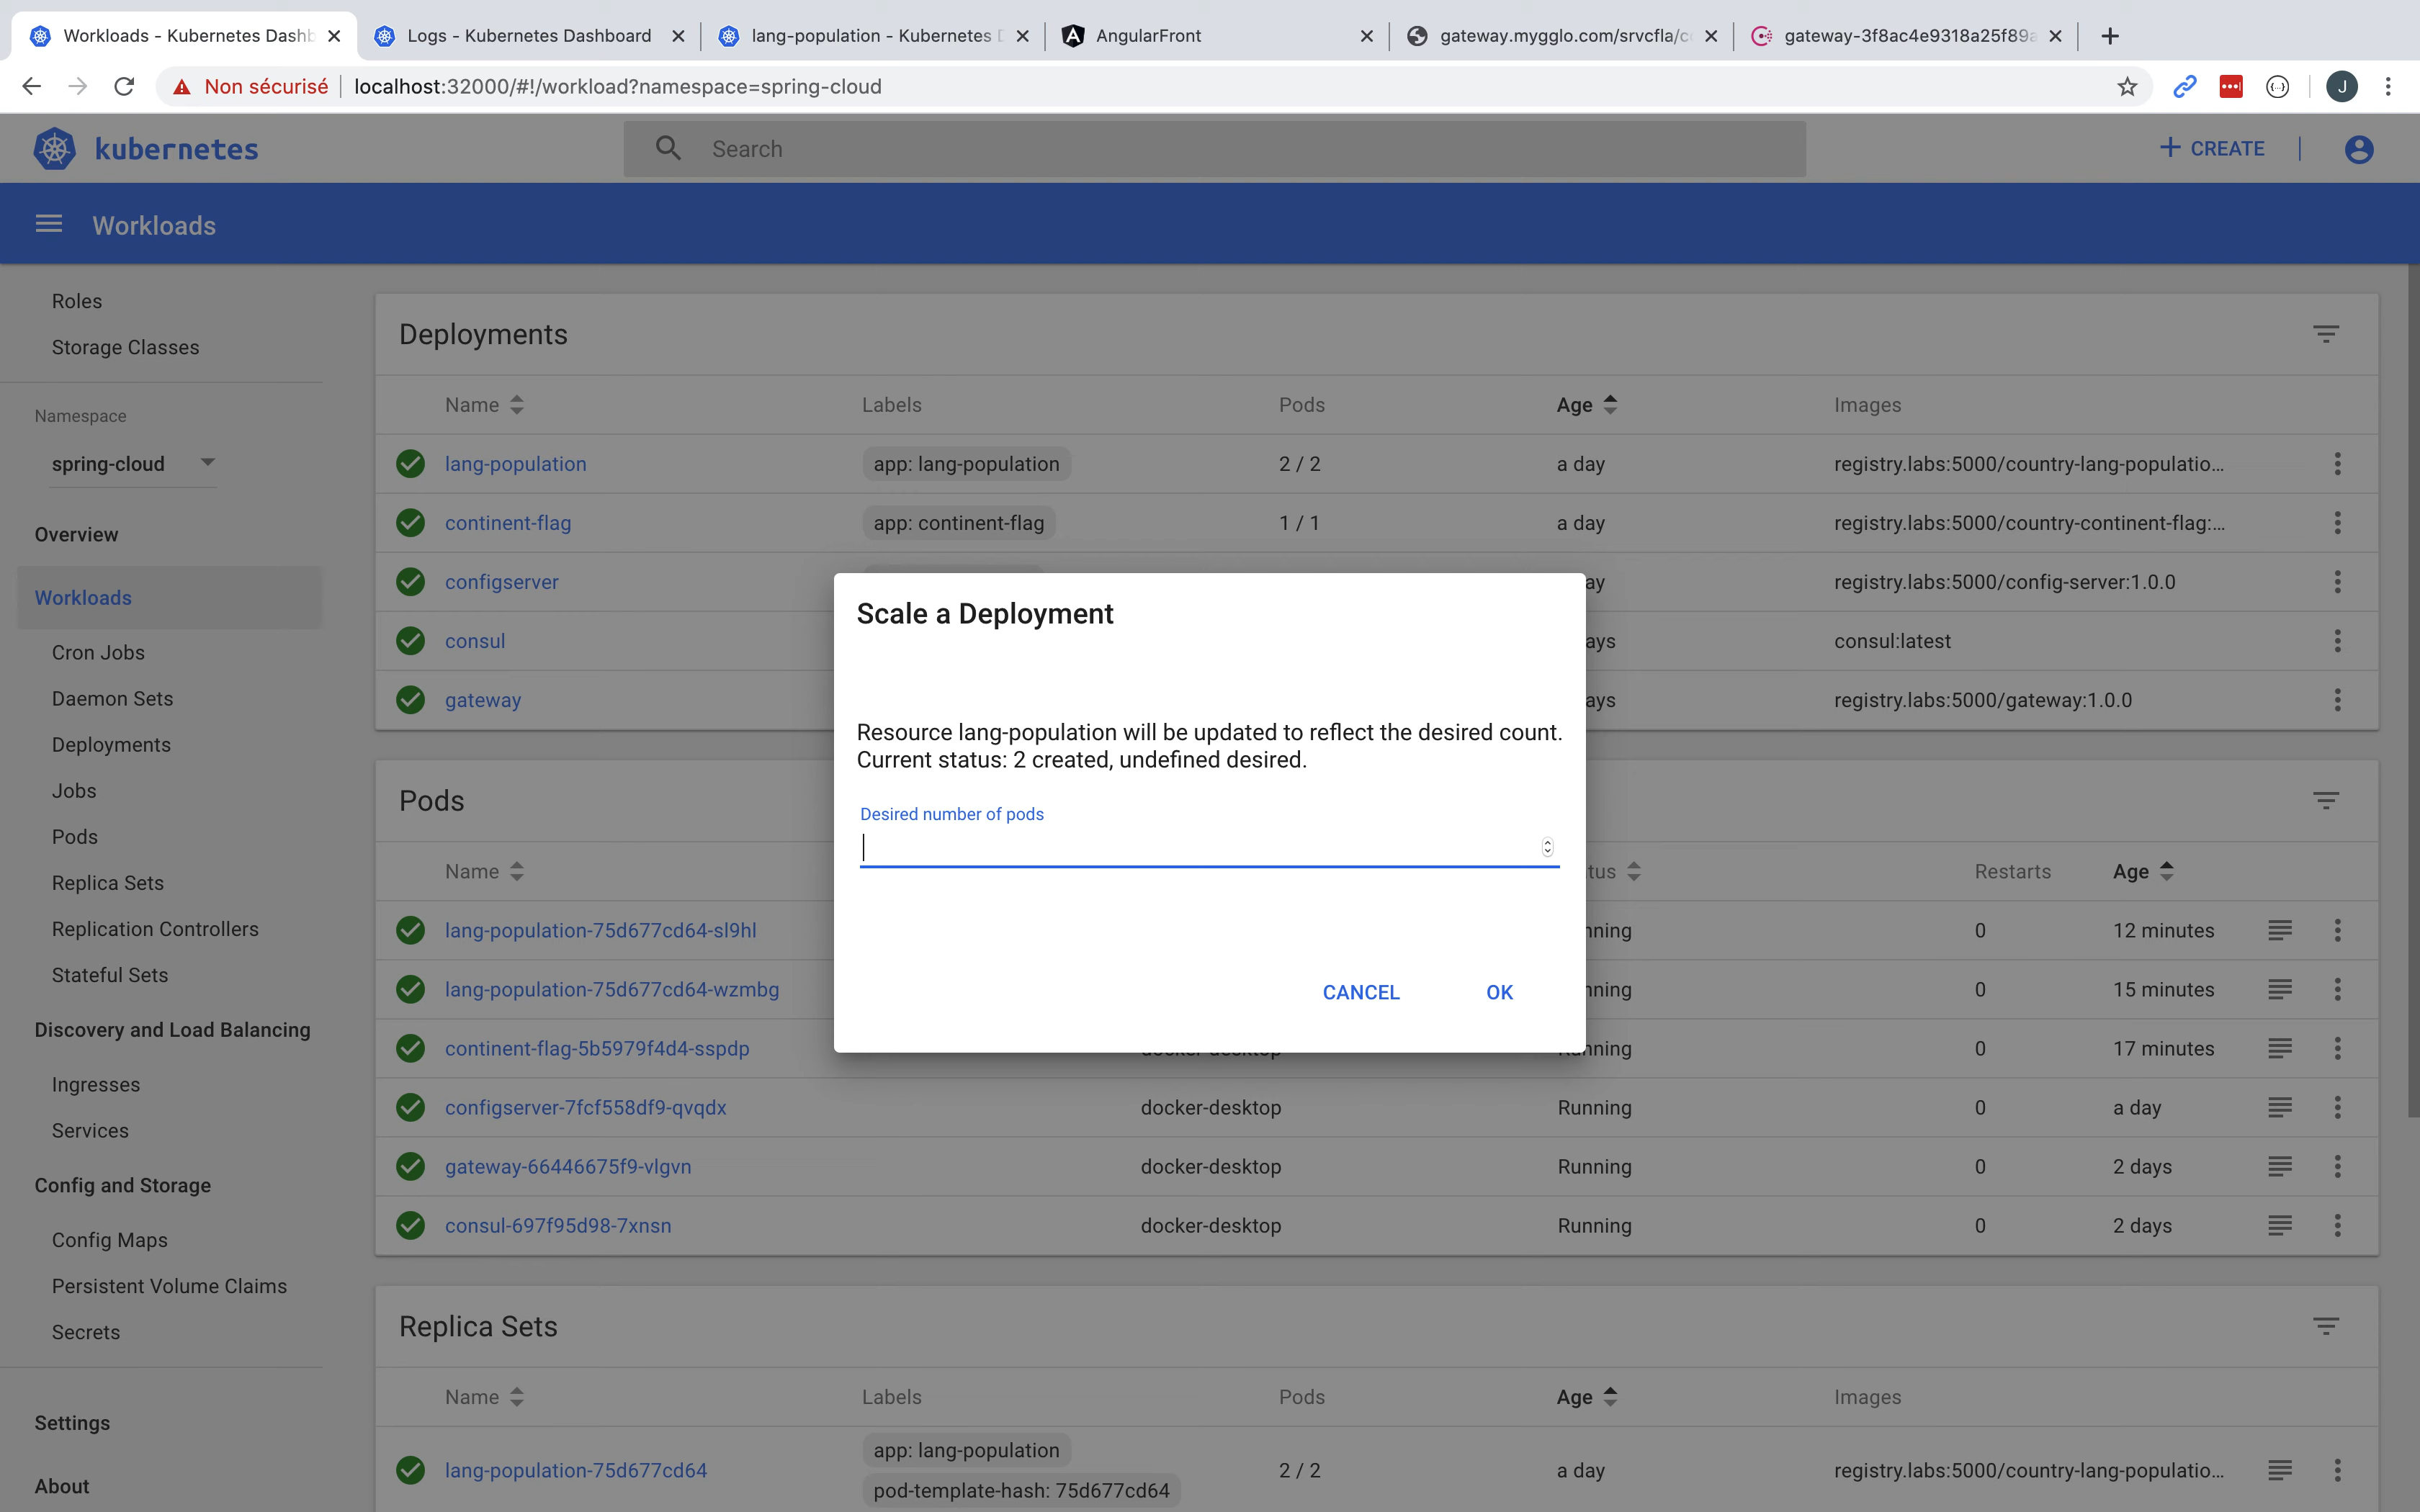 Workloads - Kubernetes Dashb
Logs - Kubernetes Dashboard
lang-population - Kubernetes D
AngularFront
gateway.mygglo.com/srvcfla/c
gateway-3f8ac4e9318a25f89a
Non sécurisé
localhost:32000/#!/workload?namespace=spring-cloud
J
kubernetes
Search
CREATE
Workloads
Roles
Storage Classes
Namespace
spring-cloud
Overview
Workloads
Cron Jobs
Daemon Sets
Deployments
Jobs
Pods
Replica Sets
Replication Controllers
Stateful Sets
Discovery and Load Balancing
Ingresses
Services
Config and Storage
Config Maps
Persistent Volume Claims
Secrets
Settings
About
Deployments
Name Labels Pods Age Images
lang-population app: lang-population 2 / 2 a day registry.labs:5000/country-lang-populatio…
continent-flag app: continent-flag 1 / 1 a day registry.labs:5000/country-continent-flag:…
configserver ay registry.labs:5000/config-server:1.0.0
consul ays consul:latest
gateway ays registry.labs:5000/gateway:1.0.0
Scale a Deployment
Resource lang-population will be updated to reflect the desired count.
Current status: 2 created, undefined desired.
Desired number of pods
CANCEL OK
Pods
Name tus Restarts Age
lang-population-75d677cd64-sl9hl nning 0 12 minutes
lang-population-75d677cd64-wzmbg nning 0 15 minutes
continent-flag-5b5979f4d4-sspdp docker-desktop Running 0 17 minutes
configserver-7fcf558df9-qvqdx docker-desktop Running 0 a day
gateway-66446675f9-vlgvn docker-desktop Running 0 2 days
consul-697f95d98-7xnsn docker-desktop Running 0 2 days
Replica Sets
Name Labels Pods Age Images
lang-population-75d677cd64 app: lang-population 2 / 2 a day registry.labs:5000/country-lang-populatio…
pod-template-hash: 75d677cd64